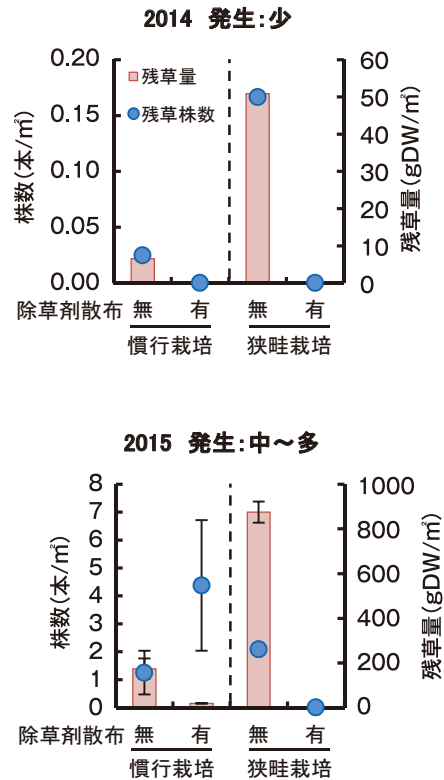 2014 発生:少
0.20
0.15
0.10
0.05
0.00
株数(本/㎡)
残草量
残草株数
60
50
40
30
20
10
0
残草量(gDW/㎡)
除草剤散布 無 有 無 有
慣行栽培 狭畦栽培
2015 発生:中〜多
8
7
6
5
4
3
2
1
0
株数(本/㎡)
1000
800
600
400
200
0
残草量(gDW/㎡)
除草剤散布 無 有 無 有
慣行栽培 狭畦栽培